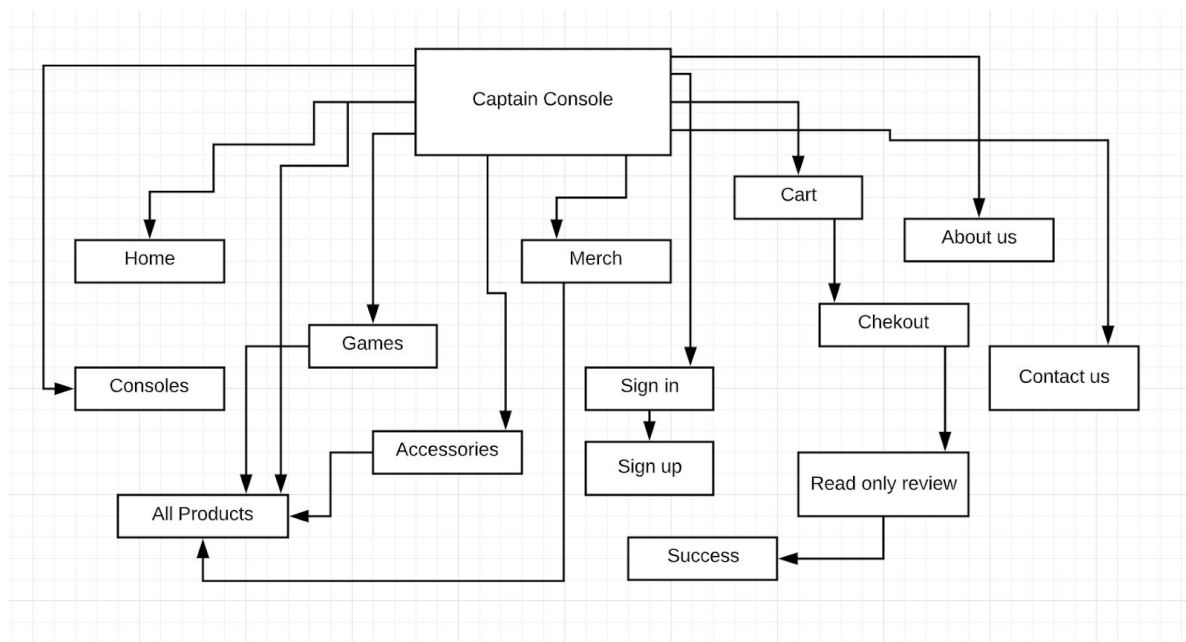 Captain Console
Cart
About us
Home
Merch
Chekout
Games
Contact us
Consoles
Sign in
Accessories
Sign up
Read only review
All Products
Success